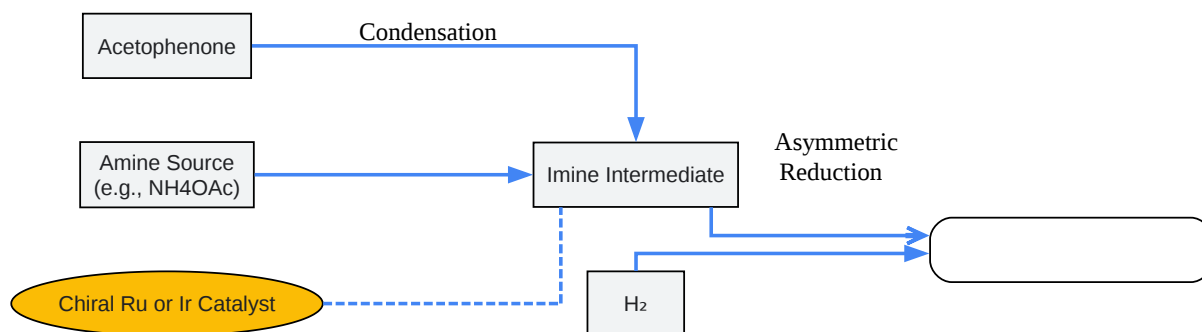 Acetophenone
Condensation
Amine Source
(e.g., NH4OAc)
Imine Intermediate
Asymmetric
Reduction
Chiral Ru or Ir Catalyst
H₂